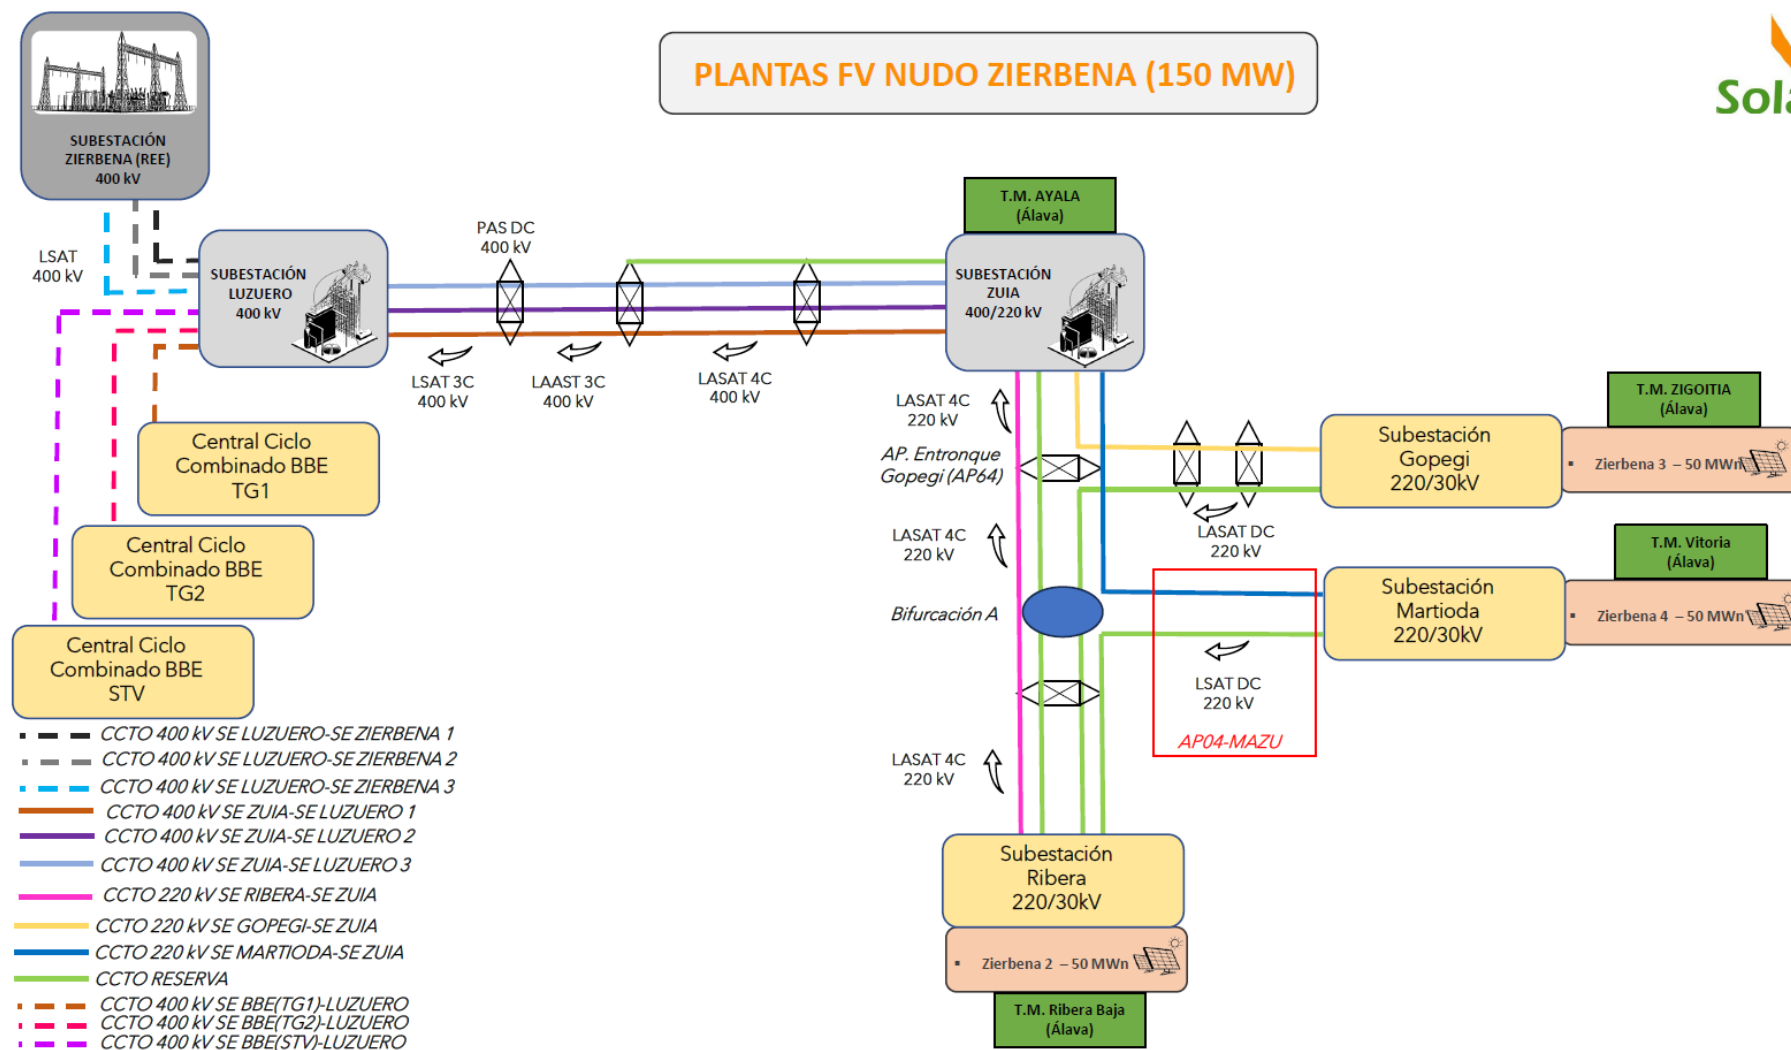 PLANTAS FV NUDO ZIERBENA (150 MW)
SUBESTACIÓN
ZIERBENA (REE)
400 kV
LSAT
400 kV
SUBESTACIÓN
LUZUERO
400 kV
PAS DC
400 kV
LSAT 3C
400 kV
LAAST 3C
400 kV
LASAT 4C
400 kV
T.M. AYALA
(Álava)
SUBESTACIÓN
ZUIA
400/220 kV
LASAT 4C
220 kV
AP. Entronque
Gopegi (AP64)
LASAT 4C
220 kV
Bifurcación A
LASAT 4C
220 kV
LASAT DC
220 kV
T.M. ZIGOITIA
(Álava)
Subestación
Gopegi
220/30kV
▪ Zierbena 3 – 50 MWn
T.M. Vitoria
(Álava)
Subestación
Martioda
220/30kV
▪ Zierbena 4 – 50 MWn
LSAT DC
220 kV
AP04-MAZU
Subestación
Ribera
220/30kV
▪ Zierbena 2 – 50 MWn
T.M. Ribera Baja
(Álava)
Central Ciclo
Combinado BBE
TG1
Central Ciclo
Combinado BBE
TG2
Central Ciclo
Combinado BBE
STV
CCTO 400 kV SE LUZUERO-SE ZIERBENA 1
CCTO 400 kV SE LUZUERO-SE ZIERBENA 2
CCTO 400 kV SE LUZUERO-SE ZIERBENA 3
CCTO 400 kV SE ZUIA-SE LUZUERO 1
CCTO 400 kV SE ZUIA-SE LUZUERO 2
CCTO 400 kV SE ZUIA-SE LUZUERO 3
CCTO 220 kV SE RIBERA-SE ZUIA
CCTO 220 kV SE GOPEGI-SE ZUIA
CCTO 220 kV SE MARTIODA-SE ZUIA
CCTO RESERVA
CCTO 400 kV SE BBE(TG1)-LUZUERO
CCTO 400 kV SE BBE(TG2)-LUZUERO
CCTO 400 kV SE BBE(STV)-LUZUERO